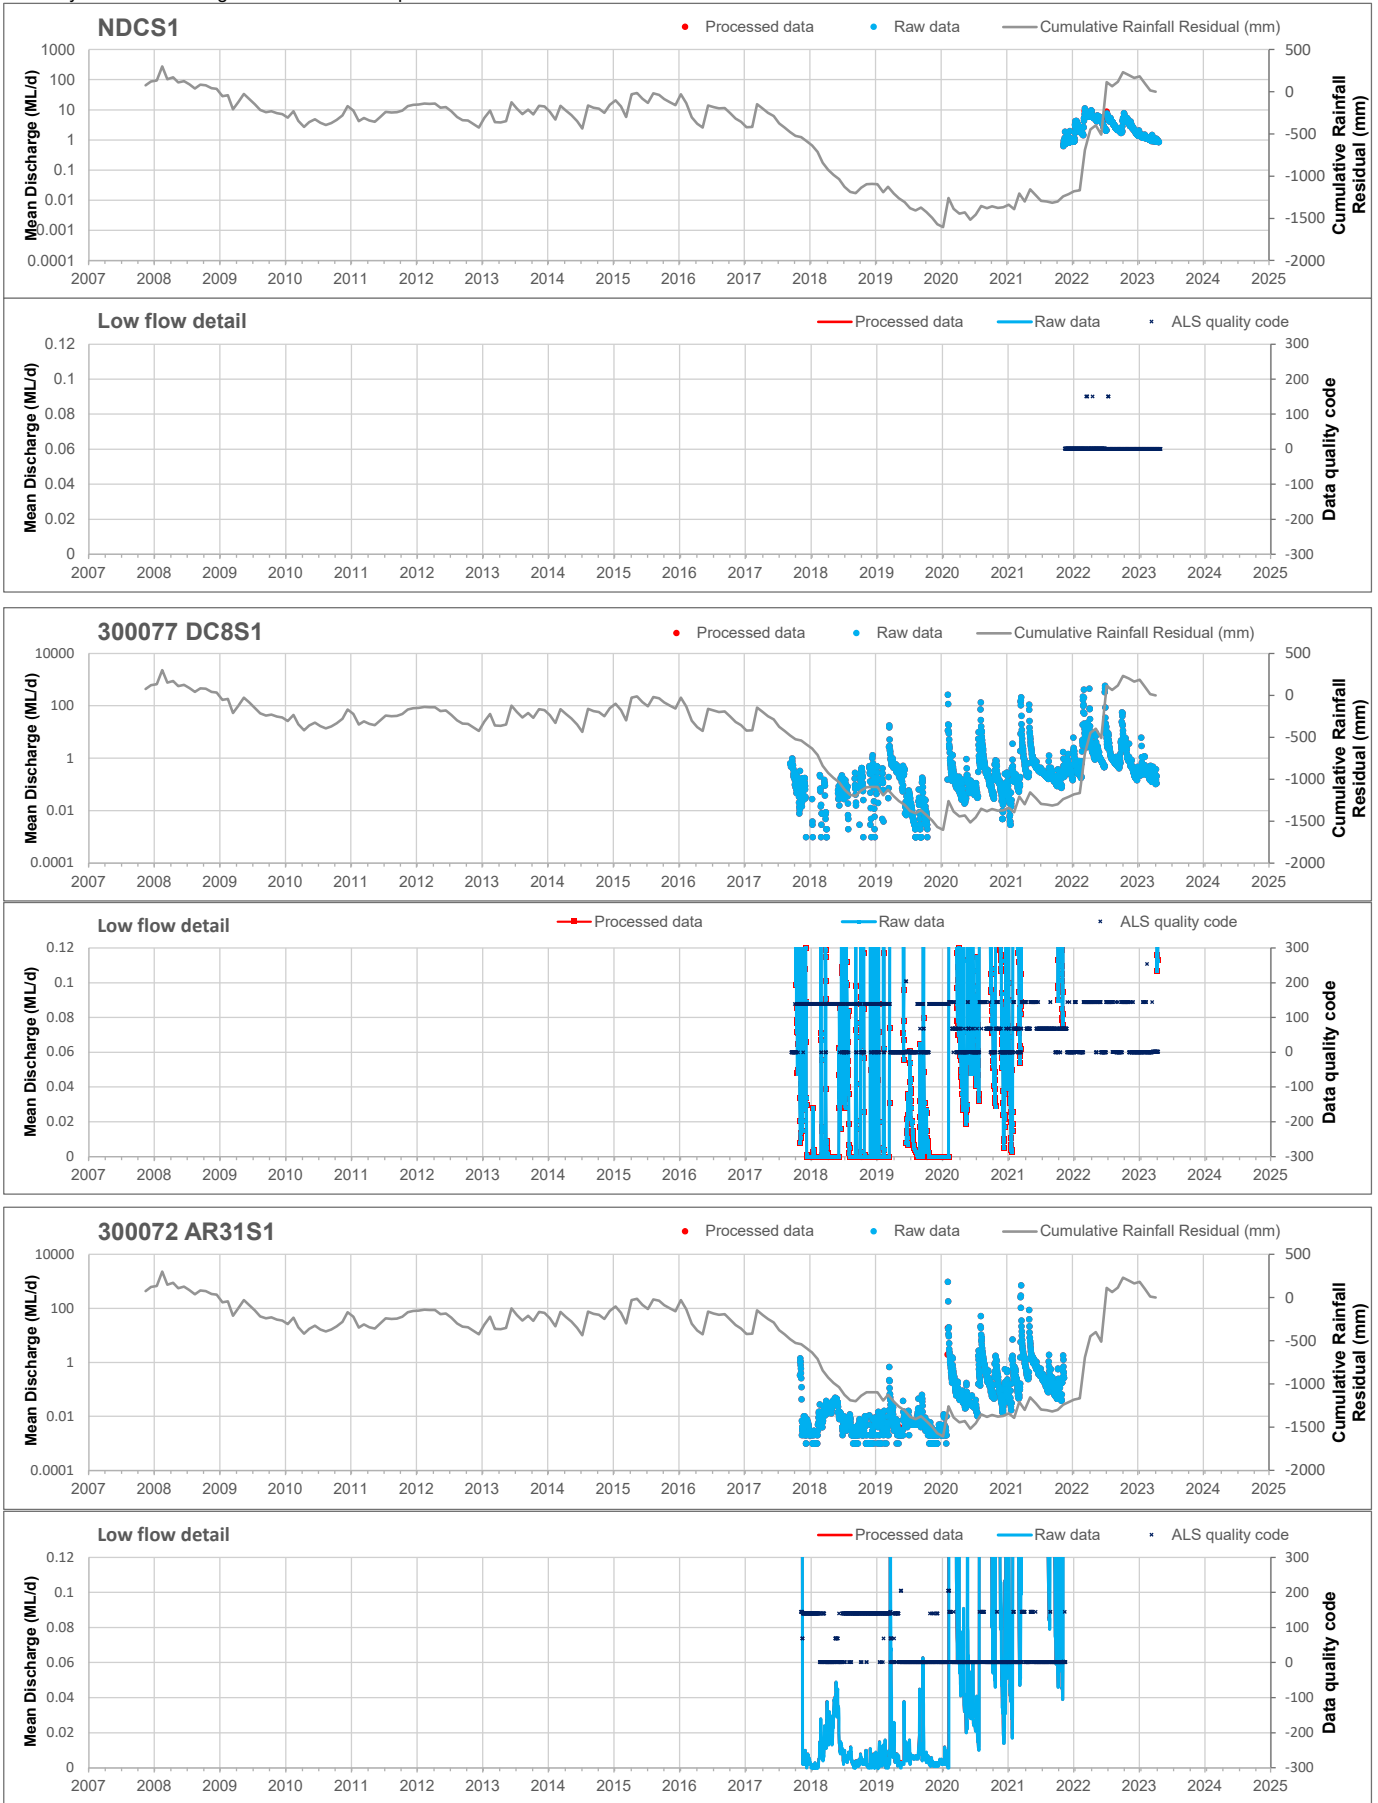 NDCS1
Processed data Raw data Cumulative Rainfall Residual (mm)
Mean Discharge (ML/d)
1000
100
10
1
0.1
0.01
0.001
0.0001
500
0
-500
-1000
-1500
-2000
Cumulative Rainfall
Residual (mm)
2007 2008 2009 2010 2011 2012 2013 2014 2015 2016 2017 2018 2019 2020 2021 2022 2023 2024 2025
Low flow detail
Processed data Raw data ALS quality code
Mean Discharge (ML/d)
0.12
0.1
0.08
0.06
0.04
0.02
0
300
200
100
0
-100
-200
-300
Data quality code
2007 2008 2009 2010 2011 2012 2013 2014 2015 2016 2017 2018 2019 2020 2021 2022 2023 2024 2025
300077 DC8S1
Processed data Raw data Cumulative Rainfall Residual (mm)
Mean Discharge (ML/d)
10000
100
1
0.01
0.0001
500
0
-500
-1000
-1500
-2000
Cumulative Rainfall
Residual (mm)
2007 2008 2009 2010 2011 2012 2013 2014 2015 2016 2017 2018 2019 2020 2021 2022 2023 2024 2025
Low flow detail
Processed data Raw data ALS quality code
Mean Discharge (ML/d)
0.12
0.1
0.08
0.06
0.04
0.02
0
300
200
100
0
-100
-200
-300
Data quality code
2007 2008 2009 2010 2011 2012 2013 2014 2015 2016 2017 2018 2019 2020 2021 2022 2023 2024 2025
300072 AR31S1
Processed data Raw data Cumulative Rainfall Residual (mm)
Mean Discharge (ML/d)
10000
100
1
0.01
0.0001
500
0
-500
-1000
-1500
-2000
Cumulative Rainfall
Residual (mm)
2007 2008 2009 2010 2011 2012 2013 2014 2015 2016 2017 2018 2019 2020 2021 2022 2023 2024 2025
Low flow detail
Processed data Raw data ALS quality code
Mean Discharge (ML/d)
0.12
0.1
0.08
0.06
0.04
0.02
0
300
200
100
0
-100
-200
-300
Data quality code
2007 2008 2009 2010 2011 2012 2013 2014 2015 2016 2017 2018 2019 2020 2021 2022 2023 2024 2025